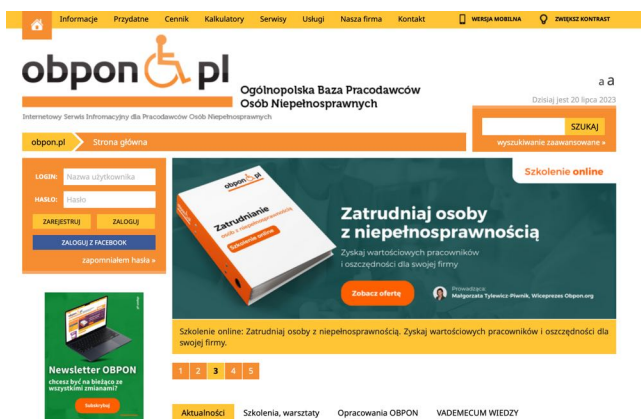 Informacje Przydatne Cennik Kalkulatory Serwisy Usługi Nasza firma Kontakt WERSJA MOBILNA ZWIĘKSZ KONTRAST
obpon.pl
Ogólnopolska Baza Pracodawców
Osób Niepełnosprawnych
a a
Internetowy Serwis Infromacyjny dla Pracodawców Osób Niepełnosprawnych
Dzisiaj jest 20 lipca 2023
SZUKAJ
wyszukiwanie zaawansowane »
obpon.pl Strona główna
LOGIN: Nazwa użytkownika
HASŁO: Hasło
ZAREJESTRUJ ZALOGUJ
ZALOGUJ Z FACEBOOK
zapomniałem hasła »
Szkolenie online
obpon.pl
Zatrudnianie
osób z niepełnosprawnością
Szkolenie online
Zatrudniaj osoby
z niepełnosprawnością
Zyskaj wartościowych pracowników
i oszczędności dla swojej firmy
Zobacz ofertę
Prowadząca:
Małgorzata Tylewicz-Piwnik, Wiceprezes Obpon.org
Szkolenie online: Zatrudniaj osoby z niepełnosprawnością. Zyskaj wartościowych pracowników i oszczędności dla
swojej firmy.
1 2 3 4 5
Newsletter OBPON
chcesz być na bieżąco ze
wszystkimi zmianami?
Subskrybuj
Aktualności Szkolenia, warsztaty Opracowania OBPON VADEMECUM WIEDZY